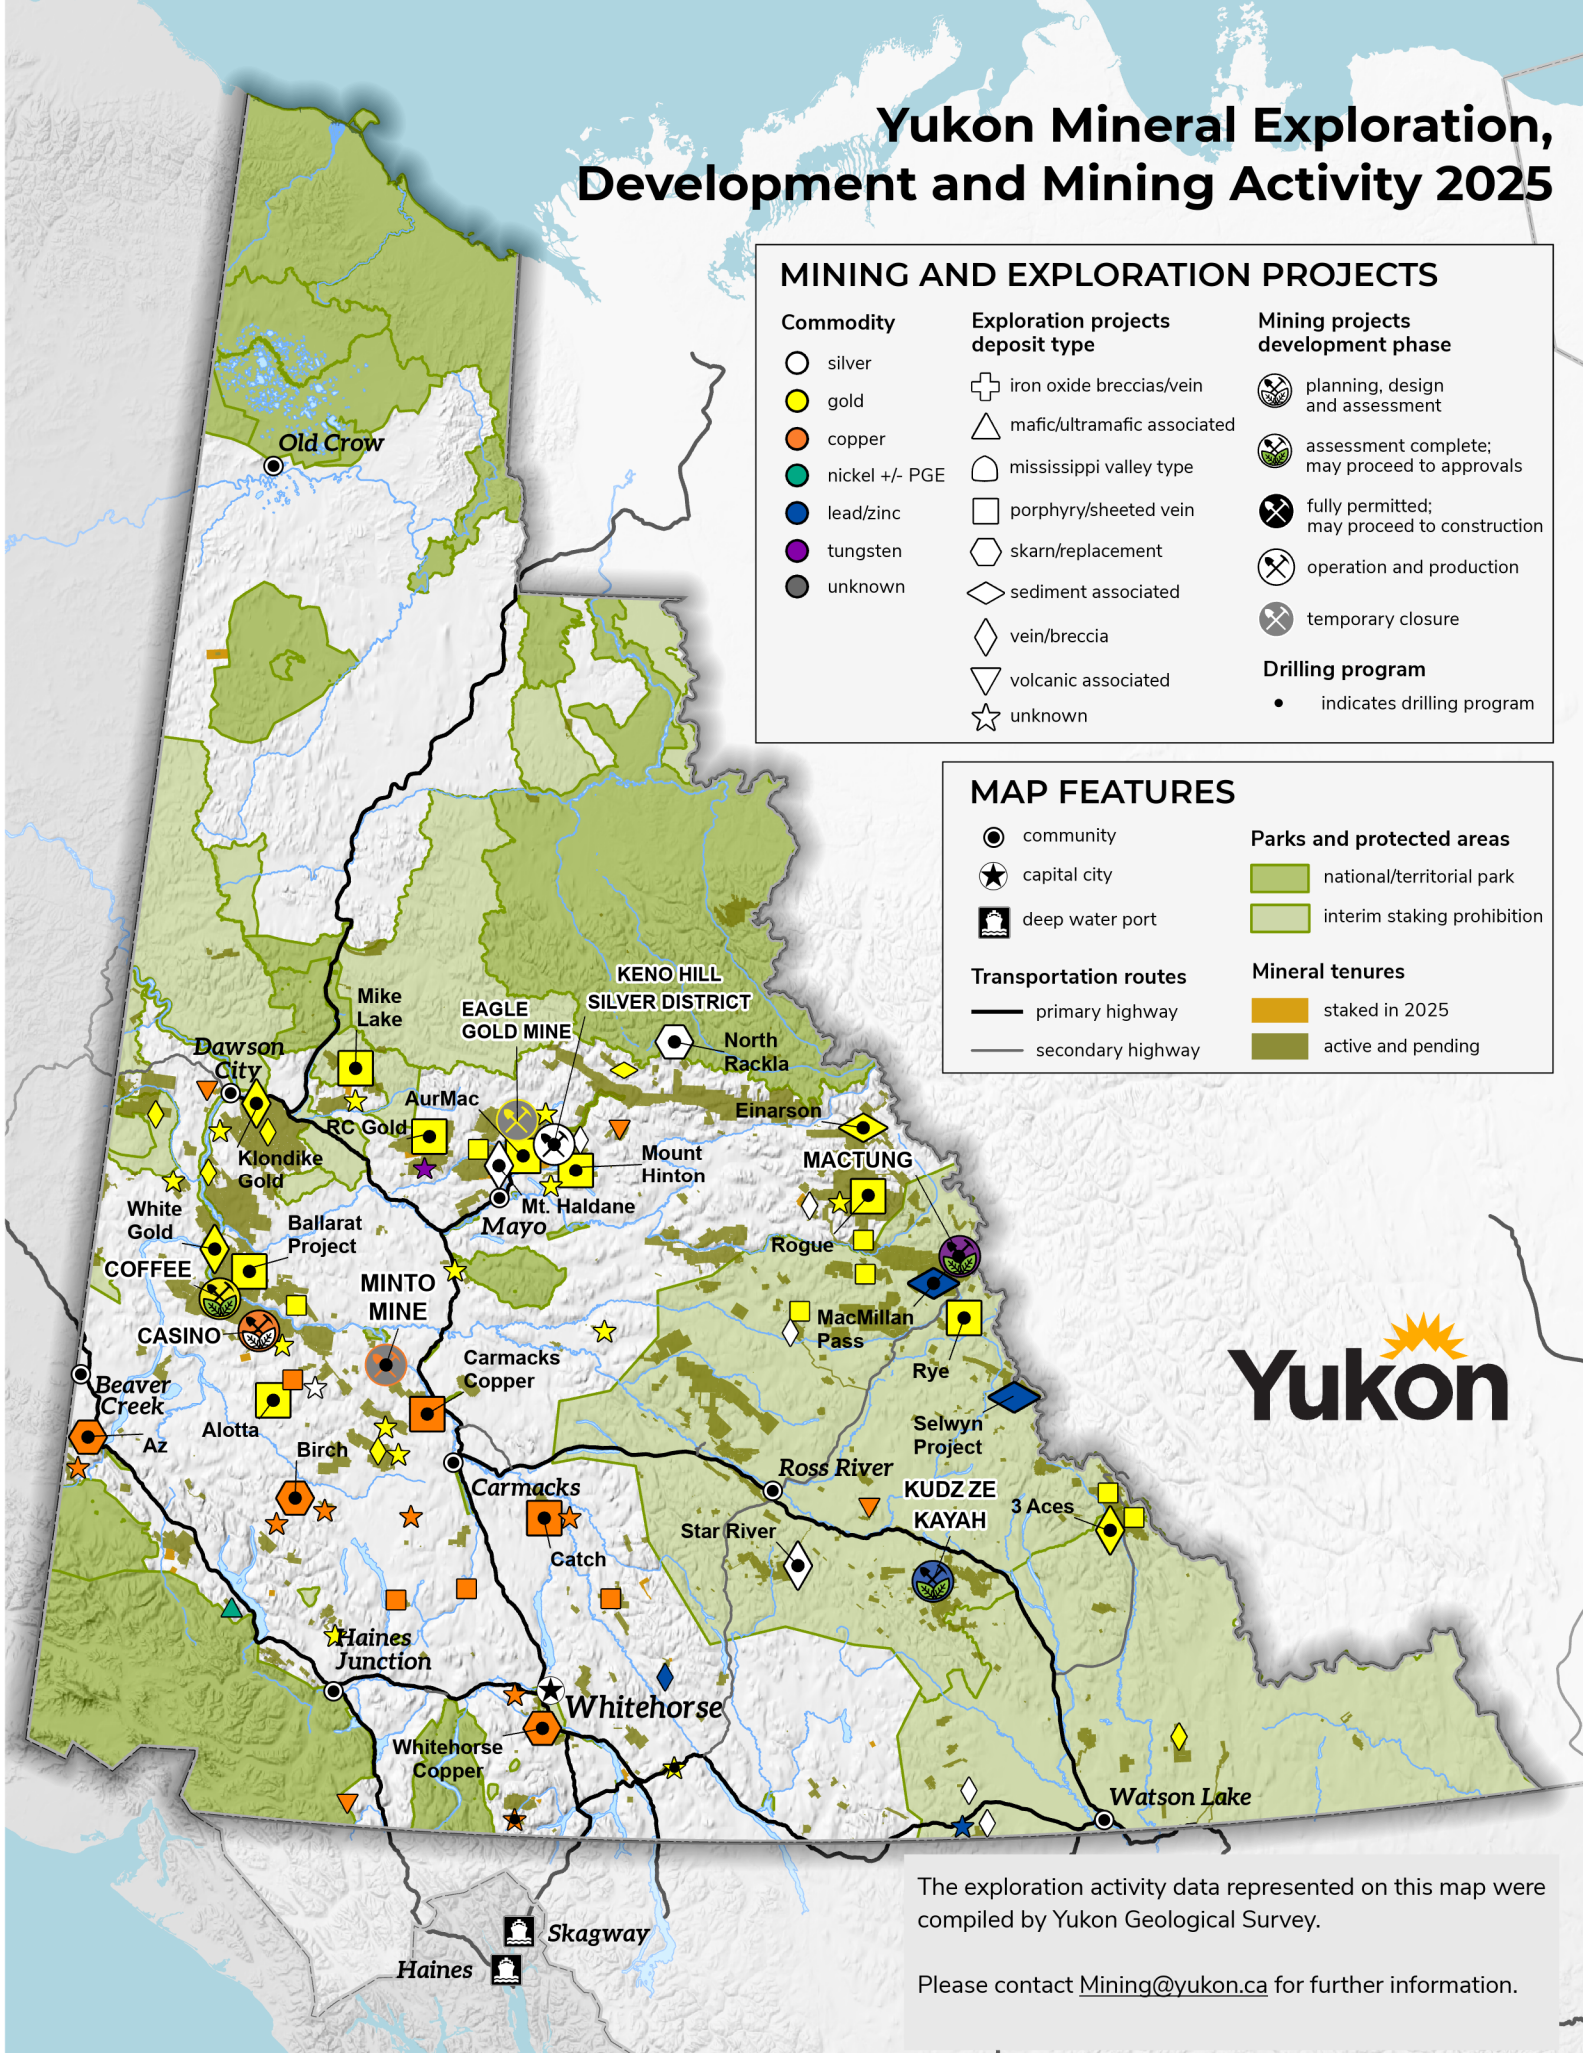 Yukon Mineral Exploration,
Development and Mining Activity 2025
MINING AND EXPLORATION PROJECTS
Commodity
silver
gold
copper
nickel +/- PGE
lead/zinc
tungsten
unknown
Exploration projects
deposit type
iron oxide breccias/vein
mafic/ultramafic associated
mississippi valley type
porphyry/sheeted vein
skarn/replacement
sediment associated
vein/breccia
volcanic associated
unknown
Mining projects
development phase
planning, design
and assessment
assessment complete;
may proceed to approvals
fully permitted;
may proceed to construction
operation and production
temporary closure
Drilling program
indicates drilling program
MAP FEATURES
community
capital city
deep water port
Transportation routes
primary highway
secondary highway
Parks and protected areas
national/territorial park
interim staking prohibition
Mineral tenures
staked in 2025
active and pending
Old Crow
KENO HILL
SILVER DISTRICT
EAGLE
GOLD MINE
Mike
Lake
North
Rackla
Dawson
City
AurMac
Einarson
RC Gold
Klondike
Gold
Mount
Hinton
MACTUNG
Mt. Haldane
Mayo
White
Gold
Ballarat
Project
Rogue
COFFEE
MINTO
MINE
CASINO
MacMillan
Pass
Carmacks
Copper
Rye
Beaver
Creek
Alotta
Az
Birch
Selwyn
Project
Carmacks
Ross River
KUDZ ZE
KAYAH
3 Aces
Star River
Catch
Haines
Junction
Whitehorse
Whitehorse
Copper
Watson Lake
Skagway
Haines
Yukon
The exploration activity data represented on this map were
compiled by Yukon Geological Survey.
Please contact Mining@yukon.ca for further information.